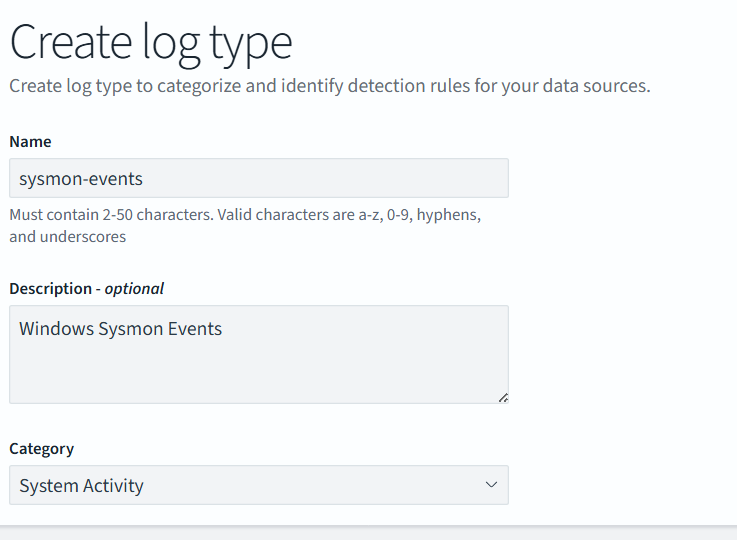 Create log type
Create log type to categorize and identify detection rules for your data sources.
Name
sysmon-events
Must contain 2-50 characters. Valid characters are a-z, 0-9, hyphens,
and underscores
Description - optional
Windows Sysmon Events
Category
System Activity